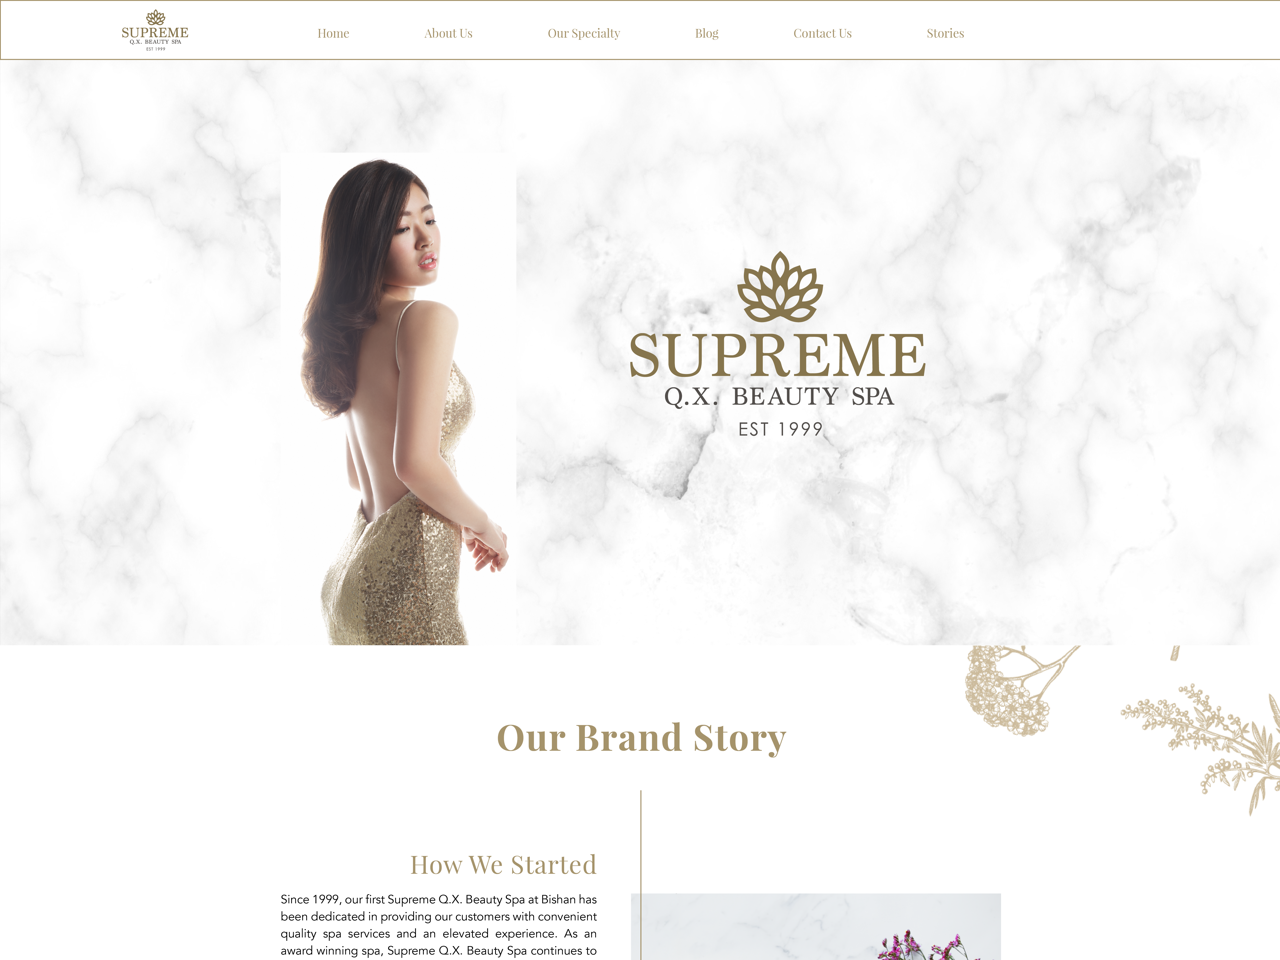 SUPREME
Q.X. BEAUTY SPA
EST 1999
Home
About Us
Our Specialty
Blog
Contact Us
Stories
SUPREME
Q.X. BEAUTY SPA
EST 1999
Our Brand Story
How We Started
Since 1999, our first Supreme Q.X. Beauty Spa at Bishan has
been dedicated in providing our customers with convenient
quality spa services and an elevated experience. As an
award winning spa, Supreme Q.X. Beauty Spa continues to